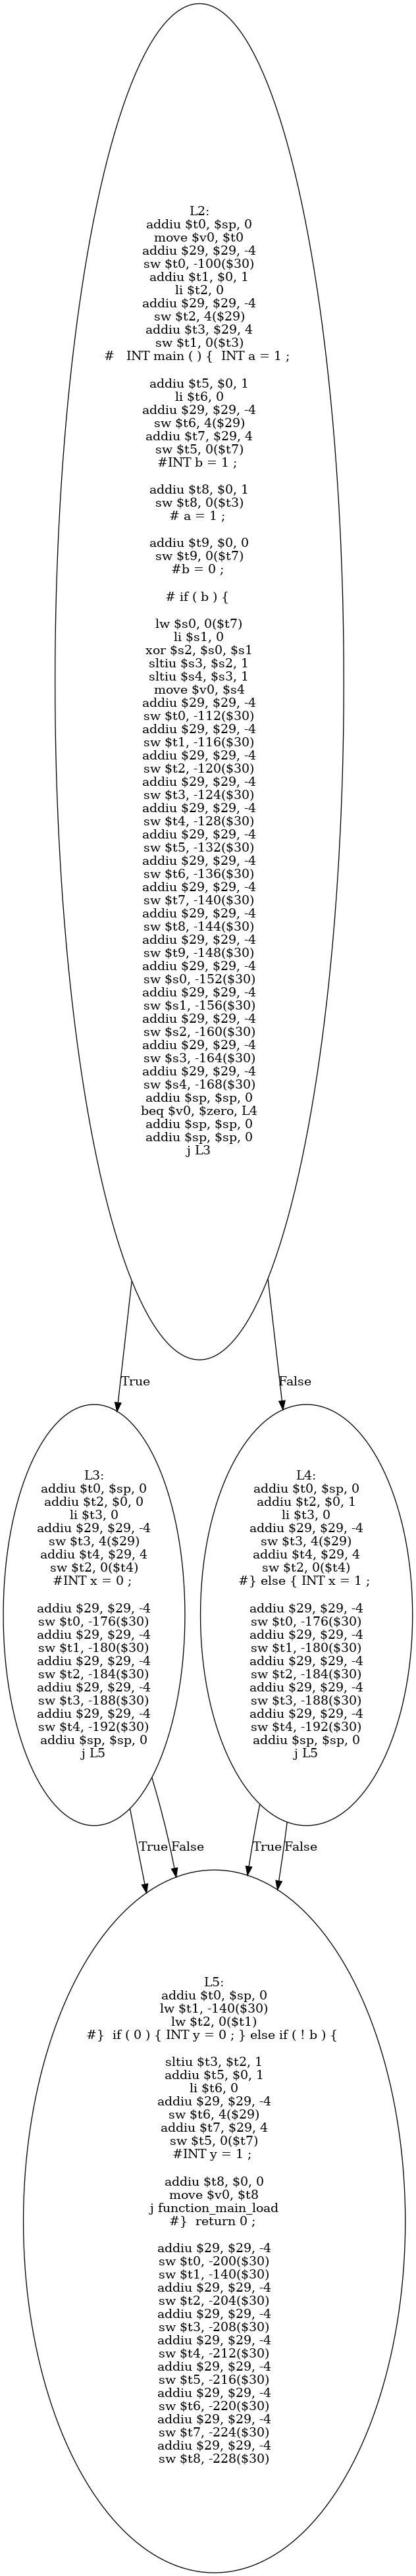 L2:
addiu $t0, $sp, 0
move $v0, $t0
addiu $29, $29, -4
sw $t0, -100($30)
addiu $t1, $0, 1
li $t2, 0
addiu $29, $29, -4
sw $t2, 4($29)
addiu $t3, $29, 4
sw $t1, 0($t3)
# INT main ( ) { INT a = 1 ;
addiu $t5, $0, 1
li $t6, 0
addiu $29, $29, -4
sw $t6, 4($29)
addiu $t7, $29, 4
sw $t5, 0($t7)
#INT b = 1 ;
addiu $t8, $0, 1
sw $t8, 0($t3)
# a = 1 ;
addiu $t9, $0, 0
sw $t9, 0($t7)
#b = 0 ;
# if ( b ) {
lw $s0, 0($t7)
li $s1, 0
xor $s2, $s0, $s1
sltiu $s3, $s2, 1
sltiu $s4, $s3, 1
move $v0, $s4
addiu $29, $29, -4
sw $t0, -112($30)
addiu $29, $29, -4
sw $t1, -116($30)
addiu $29, $29, -4
sw $t2, -120($30)
addiu $29, $29, -4
sw $t3, -124($30)
addiu $29, $29, -4
sw $t4, -128($30)
addiu $29, $29, -4
sw $t5, -132($30)
addiu $29, $29, -4
sw $t6, -136($30)
addiu $29, $29, -4
sw $t7, -140($30)
addiu $29, $29, -4
sw $t8, -144($30)
addiu $29, $29, -4
sw $t9, -148($30)
addiu $29, $29, -4
sw $s0, -152($30)
addiu $29, $29, -4
sw $s1, -156($30)
addiu $29, $29, -4
sw $s2, -160($30)
addiu $29, $29, -4
sw $s3, -164($30)
addiu $29, $29, -4
sw $s4, -168($30)
addiu $sp, $sp, 0
beq $v0, $zero, L4
addiu $sp, $sp, 0
addiu $sp, $sp, 0
j L3
True
False
L3:
addiu $t0, $sp, 0
addiu $t2, $0, 0
li $t3, 0
addiu $29, $29, -4
sw $t3, 4($29)
addiu $t4, $29, 4
sw $t2, 0($t4)
#INT x = 0 ;
addiu $29, $29, -4
sw $t0, -176($30)
addiu $29, $29, -4
sw $t1, -180($30)
addiu $29, $29, -4
sw $t2, -184($30)
addiu $29, $29, -4
sw $t3, -188($30)
addiu $29, $29, -4
sw $t4, -192($30)
addiu $sp, $sp, 0
j L5
L4:
addiu $t0, $sp, 0
addiu $t2, $0, 1
li $t3, 0
addiu $29, $29, -4
sw $t3, 4($29)
addiu $t4, $29, 4
sw $t2, 0($t4)
#} else { INT x = 1 ;
addiu $29, $29, -4
sw $t0, -176($30)
addiu $29, $29, -4
sw $t1, -180($30)
addiu $29, $29, -4
sw $t2, -184($30)
addiu $29, $29, -4
sw $t3, -188($30)
addiu $29, $29, -4
sw $t4, -192($30)
addiu $sp, $sp, 0
j L5
True
False
True
False
L5:
addiu $t0, $sp, 0
lw $t1, -140($30)
lw $t2, 0($t1)
#} if ( 0 ) { INT y = 0 ; } else if ( ! b ) {
sltiu $t3, $t2, 1
addiu $t5, $0, 1
li $t6, 0
addiu $29, $29, -4
sw $t6, 4($29)
addiu $t7, $29, 4
sw $t5, 0($t7)
#INT y = 1 ;
addiu $t8, $0, 0
move $v0, $t8
j function_main_load
#} return 0 ;
addiu $29, $29, -4
sw $t0, -200($30)
sw $t1, -140($30)
addiu $29, $29, -4
sw $t2, -204($30)
addiu $29, $29, -4
sw $t3, -208($30)
addiu $29, $29, -4
sw $t4, -212($30)
addiu $29, $29, -4
sw $t5, -216($30)
addiu $29, $29, -4
sw $t6, -220($30)
addiu $29, $29, -4
sw $t7, -224($30)
addiu $29, $29, -4
sw $t8, -228($30)